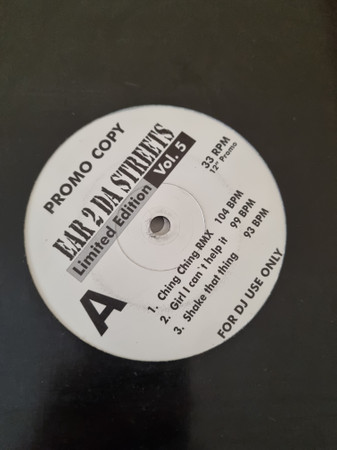 PROMO COPY
EAR 2 DA STREETS
Limited Edition Vol. 5
A
33 RPM
12" Promo
1. Ching Ching RMX 104 BPM
2. Girl I can`t help it 99 BPM
3. Shake that thing 93 BPM
FOR DJ USE ONLY